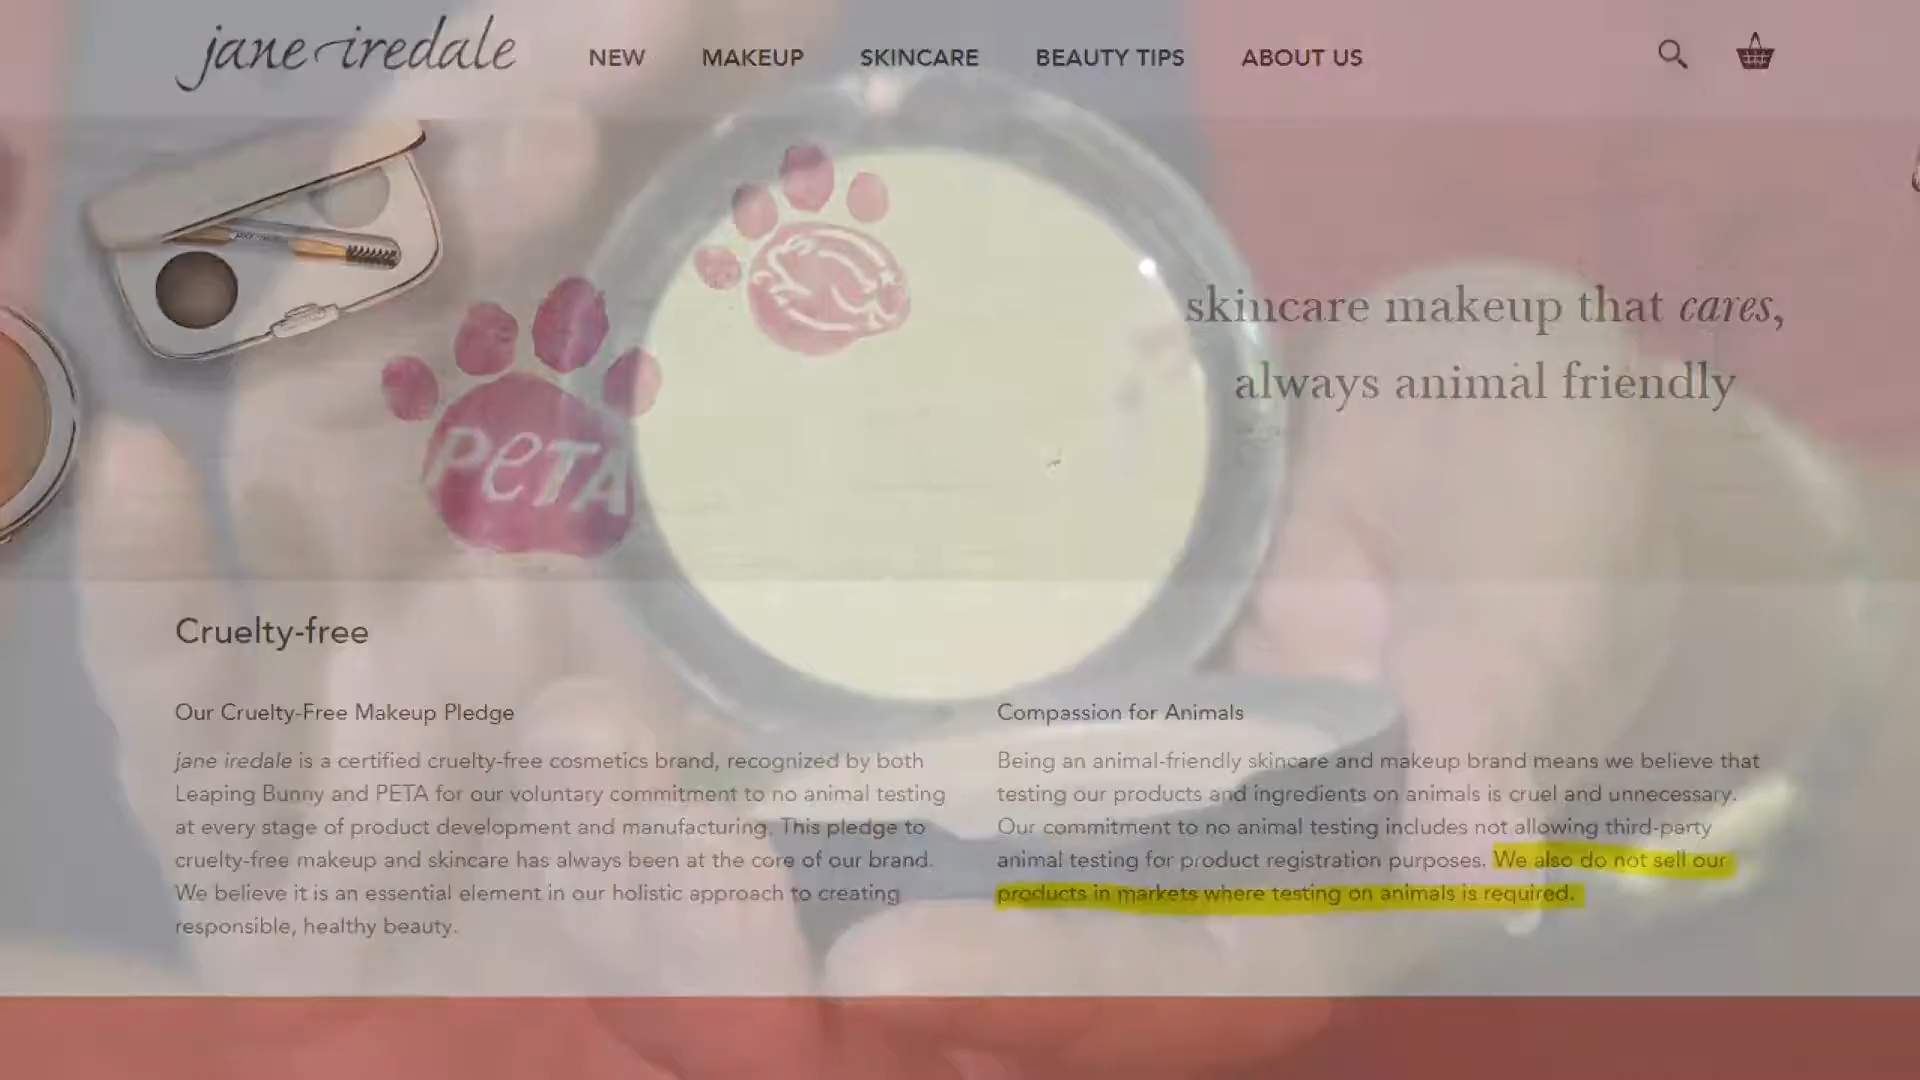 jane iredale
NEW MAKEUP SKINCARE BEAUTY TIPS ABOUT US
PETA
skincare makeup that cares,
always animal friendly
Cruelty-free
Our Cruelty-Free Makeup Pledge
jane iredale is a certified cruelty-free cosmetics brand, recognized by both
Leaping Bunny and PETA for our voluntary commitment to no animal testing
at every stage of product development and manufacturing. This pledge to
cruelty-free makeup and skincare has always been at the core of our brand.
We believe it is an essential element in our holistic approach to creating
responsible, healthy beauty.
Compassion for Animals
Being an animal-friendly skincare and makeup brand means we believe that
testing our products and ingredients on animals is cruel and unnecessary.
Our commitment to no animal testing includes not allowing third-party
animal testing for product registration purposes. We also do not sell our
products in markets where testing on animals is required.